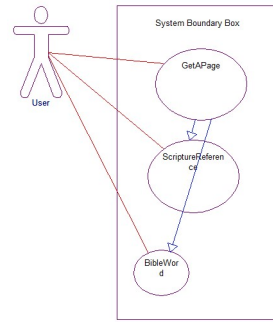 System Boundary Box
GetAPage
User
ScriptureReferen
ce
BibleWor
d